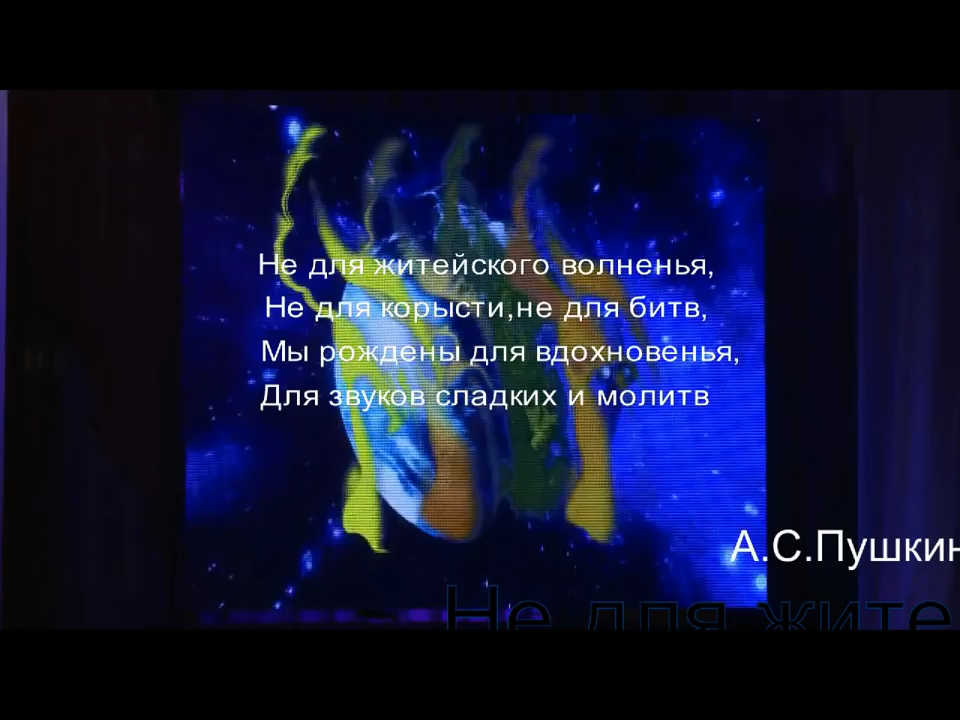 Не для житейского волненья,
Не для корысти,не для битв,
Мы рождены для вдохновенья,
Для звуков сладких и молитв
А.С.Пушкин
Не для жите